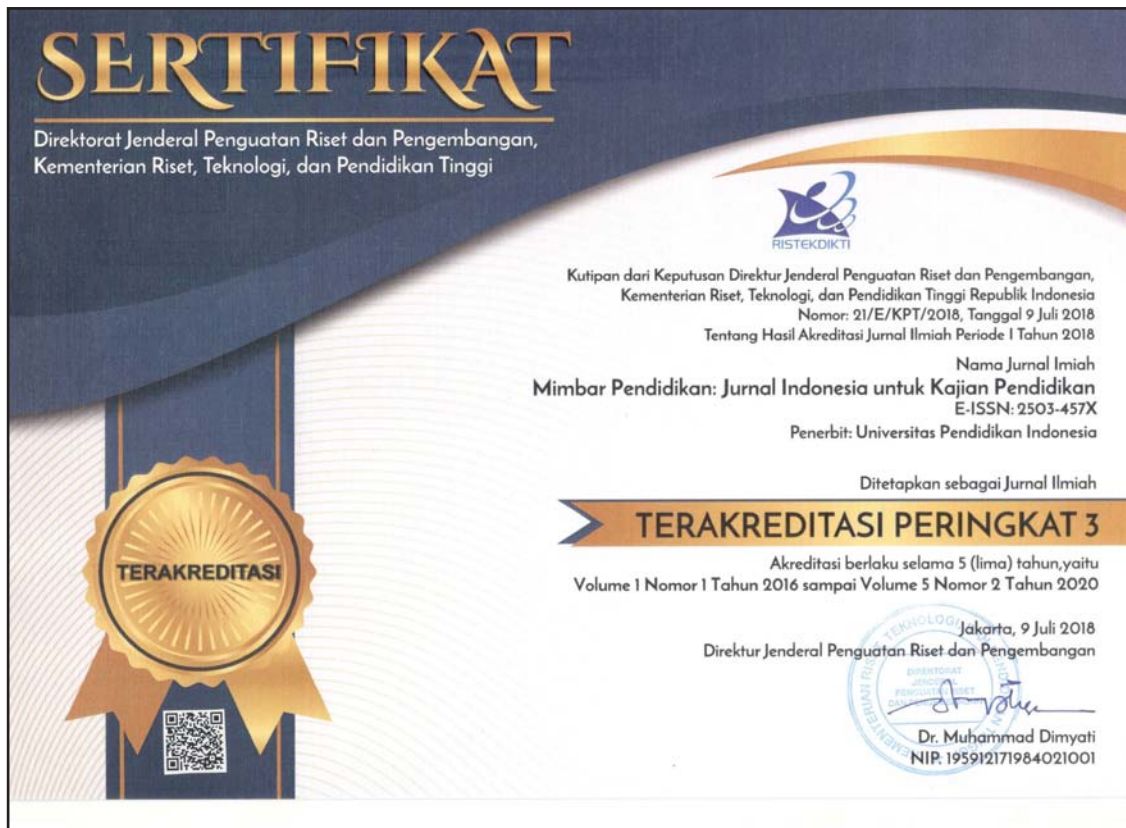 SERTIFIKAT
Direktorat Jenderal Penguatan Riset dan Pengembangan,
Kementerian Riset, Teknologi, dan Pendidikan Tinggi
RISTEKDIKTI
Kutipan dari Keputusan Direktur Jenderal Penguatan Riset dan Pengembangan,
Kementerian Riset, Teknologi, dan Pendidikan Tinggi Republik Indonesia
Nomor: 21/E/KPT/2018, Tanggal 9 Juli 2018
Tentang Hasil Akreditasi Jurnal Ilmiah Periode I Tahun 2018
Nama Jurnal Imiah
Mimbar Pendidikan: Jurnal Indonesia untuk Kajian Pendidikan
E-ISSN: 2503-457X
Penerbit: Universitas Pendidikan Indonesia
Ditetapkan sebagai Jurnal Ilmiah
TERAKREDITASI PERINGKAT 3
Akreditasi berlaku selama 5 (lima) tahun,yaitu
Volume 1 Nomor 1 Tahun 2016 sampai Volume 5 Nomor 2 Tahun 2020
TERAKREDITASI
Jakarta, 9 Juli 2018
Direktur Jenderal Penguatan Riset dan Pengembangan
DIREKTORAT
JENDERAL
PENGUATAN RISET
Dr. Muhammad Dimyati
NIP. 195912171984021001